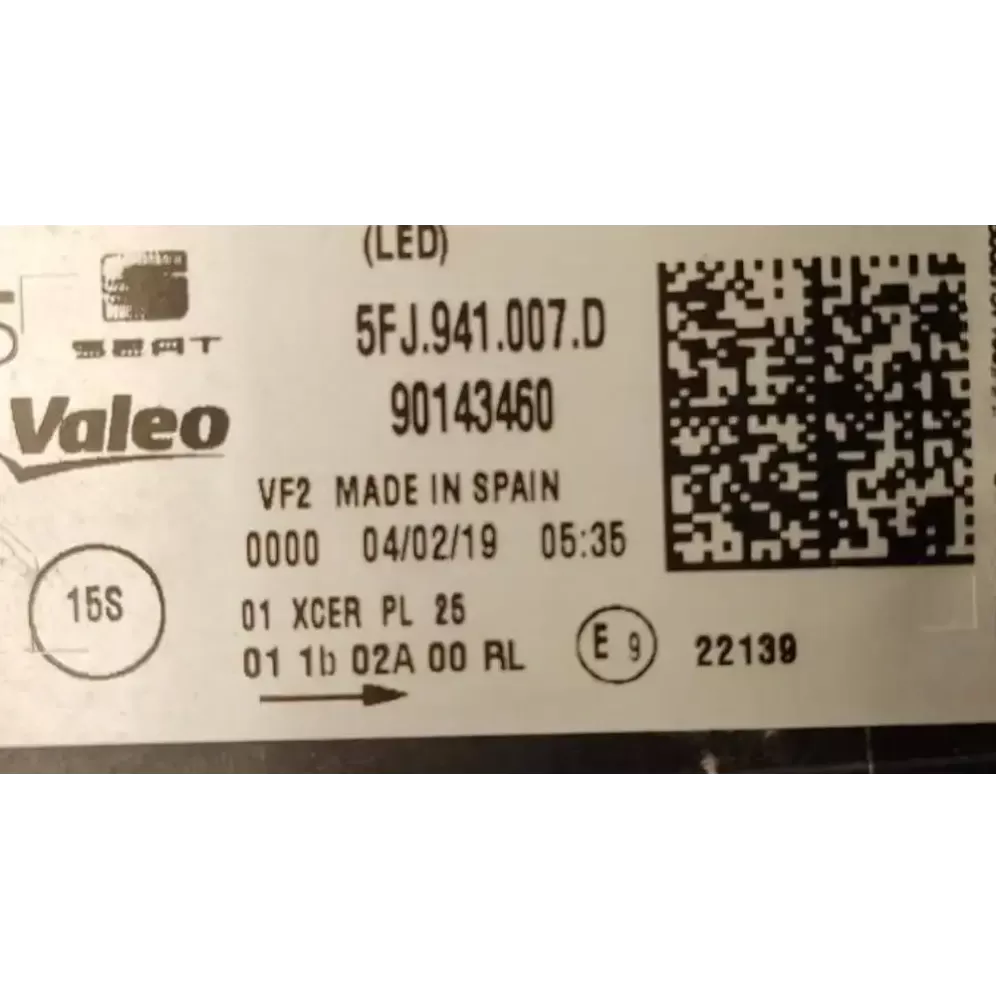 (LED)
SEAT
5FJ.941.007.D
Valeo
90143460
VF2 MADE IN SPAIN
0000 04/02/19 05:35
15S
01 XCER PL 25
01 1b 02A 00 RL
E 9
22139